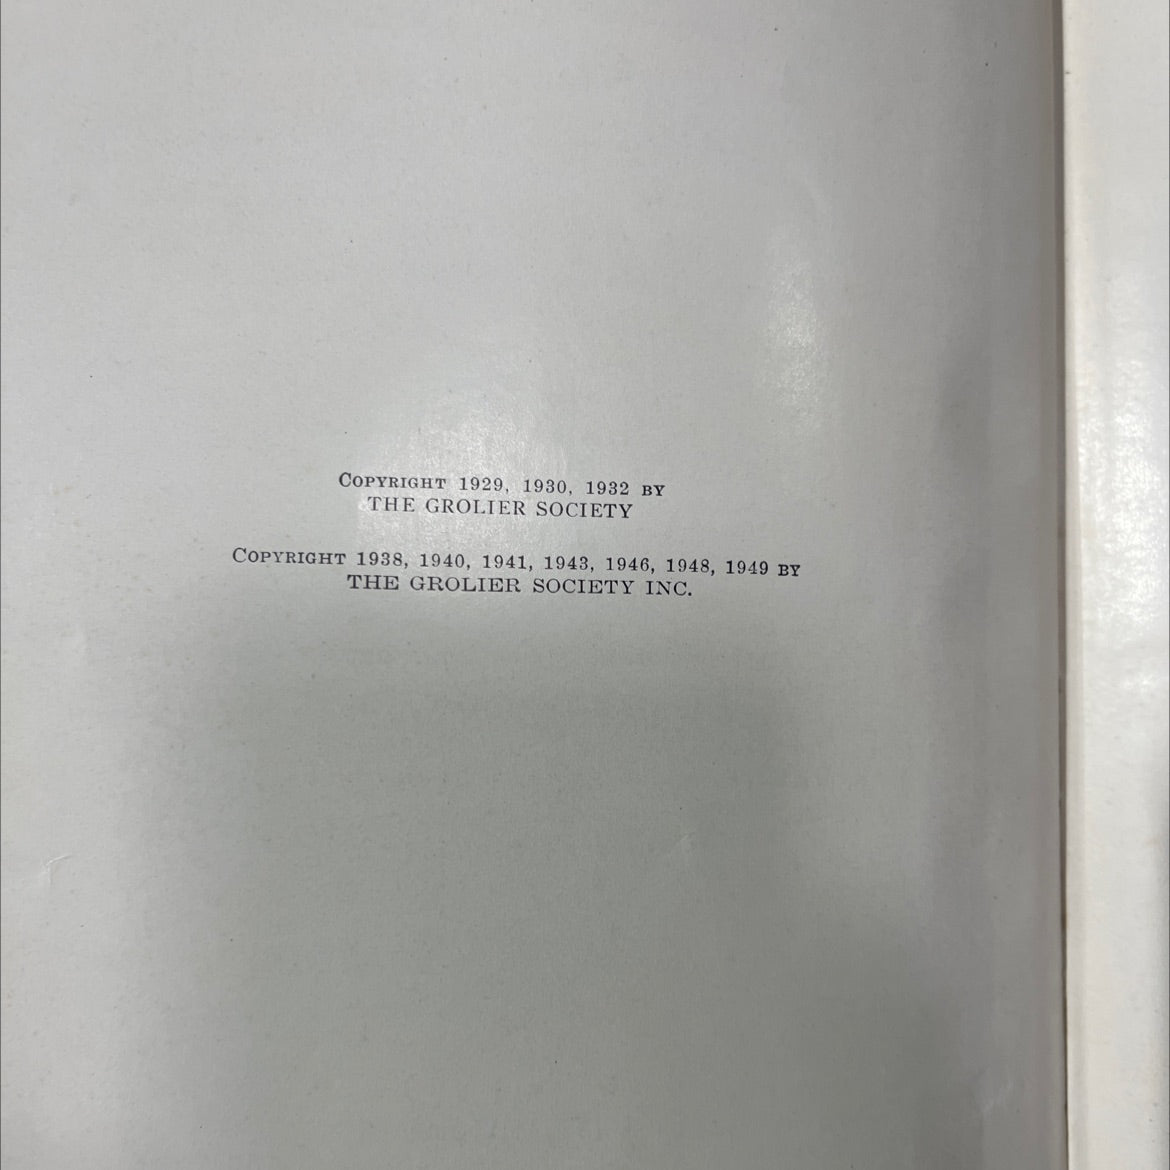 Copyright 1929, 1930, 1932 by
THE GROLIER SOCIETY
Copyright 1938, 1940, 1941, 1943, 1946, 1948, 1949 by
THE GROLIER SOCIETY INC.